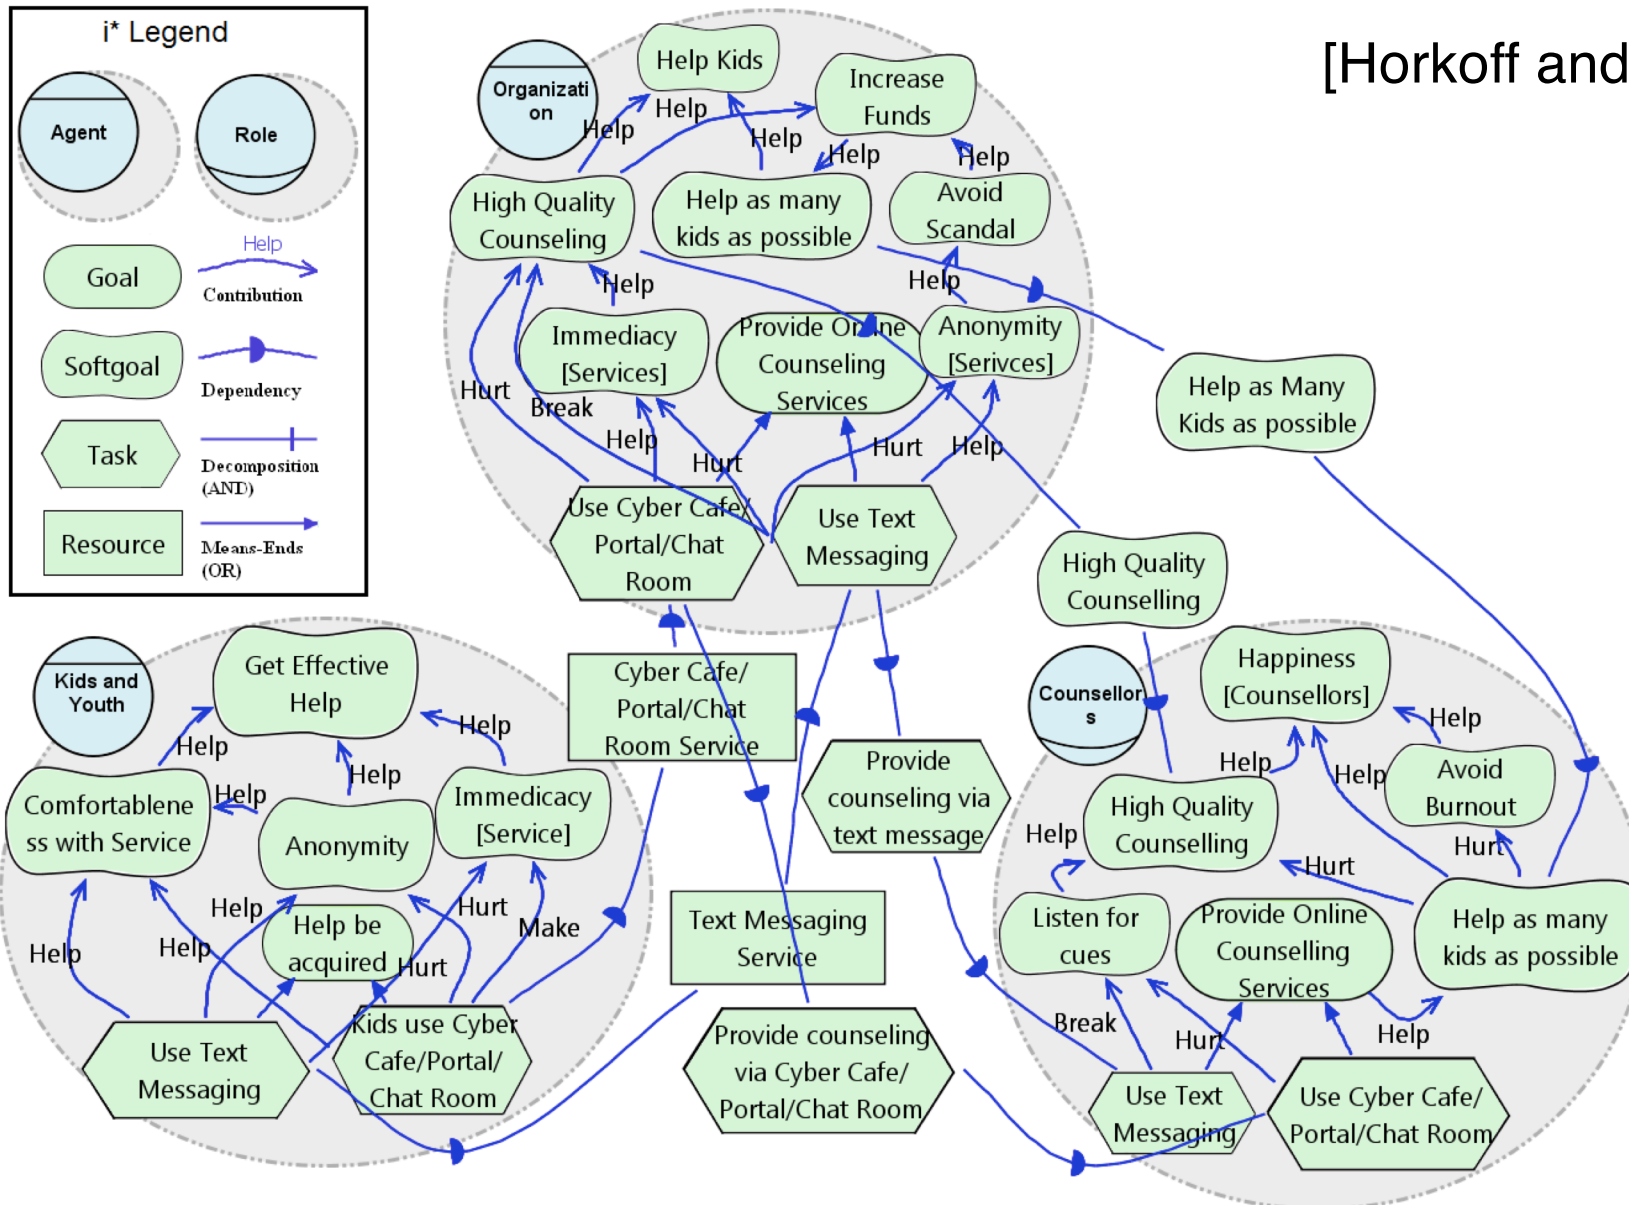 i* Legend
Agent
Role
Goal
Help
Contribution
Softgoal
Dependency
Task
Decomposition
(AND)
Resource
Means-Ends
(OR)
[Horkoff and
Organizati
on
Help Kids
Increase
Funds
Help
Help
Help
Help
Help
High Quality
Counseling
Help as many
kids as possible
Avoid
Scandal
Help
Help
Immediacy
[Services]
Provide Online
Counseling
Services
Anonymity
[Serivces]
Hurt
Break
Help
Hurt
Hurt
Help
Use Cyber Cafe/
Portal/Chat
Room
Use Text
Messaging
Help as Many
Kids as possible
High Quality
Counselling
Kids and
Youth
Get Effective
Help
Help
Help
Help
Help
Comfortablene
ss with Service
Anonymity
Immedicacy
[Service]
Help
Help
Help
Help be
acquired
Hurt
Hurt
Make
Use Text
Messaging
Kids use Cyber
Cafe/Portal/
Chat Room
Cyber Cafe/
Portal/Chat
Room Service
Provide
counseling via
text message
Text Messaging
Service
Provide counseling
via Cyber Cafe/
Portal/Chat Room
Counsellor
s
Happiness
[Counsellors]
Help
Help
Help
Avoid
Burnout
High Quality
Counselling
Help
Hurt
Hurt
Listen for
cues
Provide Online
Counselling
Services
Help as many
kids as possible
Break
Hurt
Help
Use Text
Messaging
Use Cyber Cafe/
Portal/Chat Room